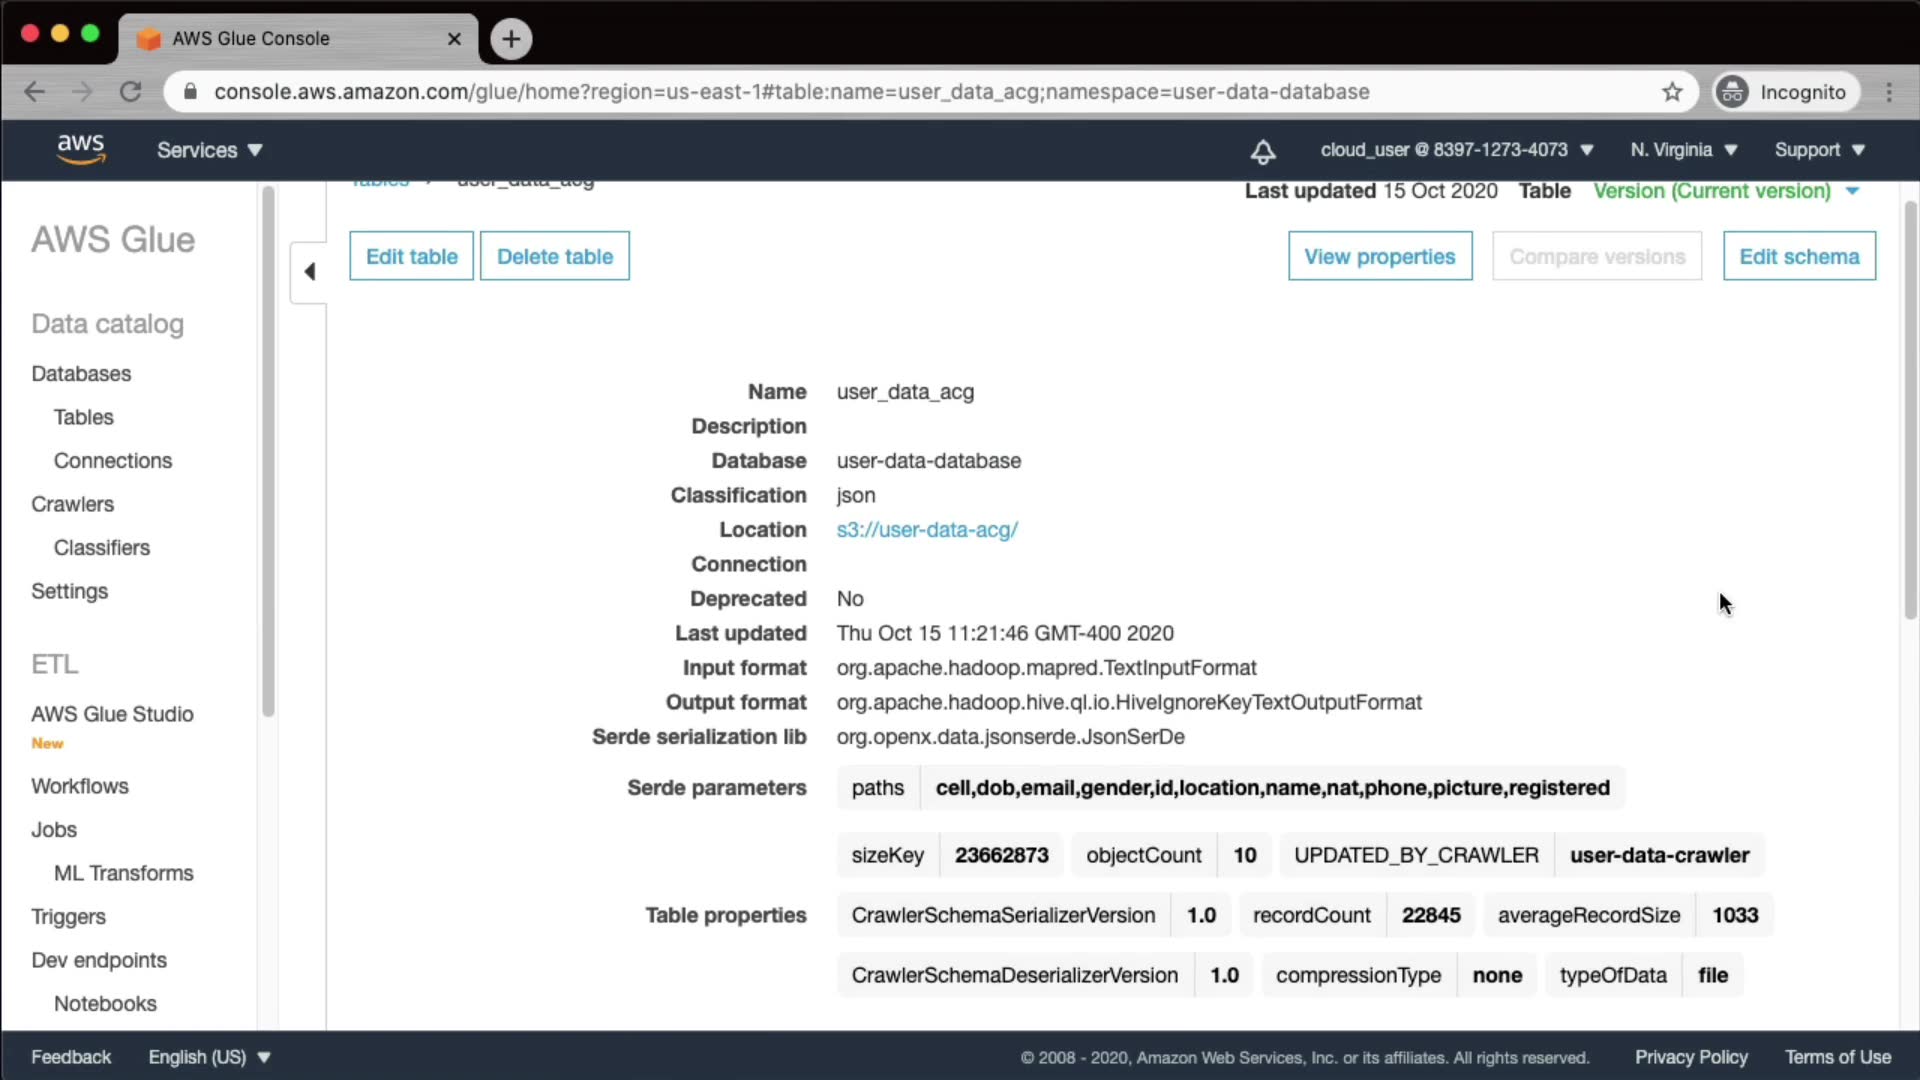 AWS Glue Console
console.aws.amazon.com/glue/home?region=us-east-1#table:name=user_data_acg;namespace=user-data-database
Incognito
aws
Services
cloud_user @ 8397-1273-4073
N. Virginia
Support
Tables user_data_acg
Last updated 15 Oct 2020 Table Version (Current version)
Edit table
Delete table
View properties
Compare versions
Edit schema
AWS Glue
Data catalog
Databases
Tables
Connections
Crawlers
Classifiers
Settings
ETL
AWS Glue Studio
New
Workflows
Jobs
ML Transforms
Triggers
Dev endpoints
Notebooks
Name user_data_acg
Description
Database user-data-database
Classification json
Location s3://user-data-acg/
Connection
Deprecated No
Last updated Thu Oct 15 11:21:46 GMT-400 2020
Input format org.apache.hadoop.mapred.TextInputFormat
Output format org.apache.hadoop.hive.ql.io.HiveIgnoreKeyTextOutputFormat
Serde serialization lib org.openx.data.jsonserde.JsonSerDe
Serde parameters paths cell,dob,email,gender,id,location,name,nat,phone,picture,registered
sizeKey 23662873 objectCount 10 UPDATED_BY_CRAWLER user-data-crawler
Table properties CrawlerSchemaSerializerVersion 1.0 recordCount 22845 averageRecordSize 1033
CrawlerSchemaDeserializerVersion 1.0 compressionType none typeOfData file
Feedback
English (US)
© 2008 - 2020, Amazon Web Services, Inc. or its affiliates. All rights reserved.
Privacy Policy
Terms of Use